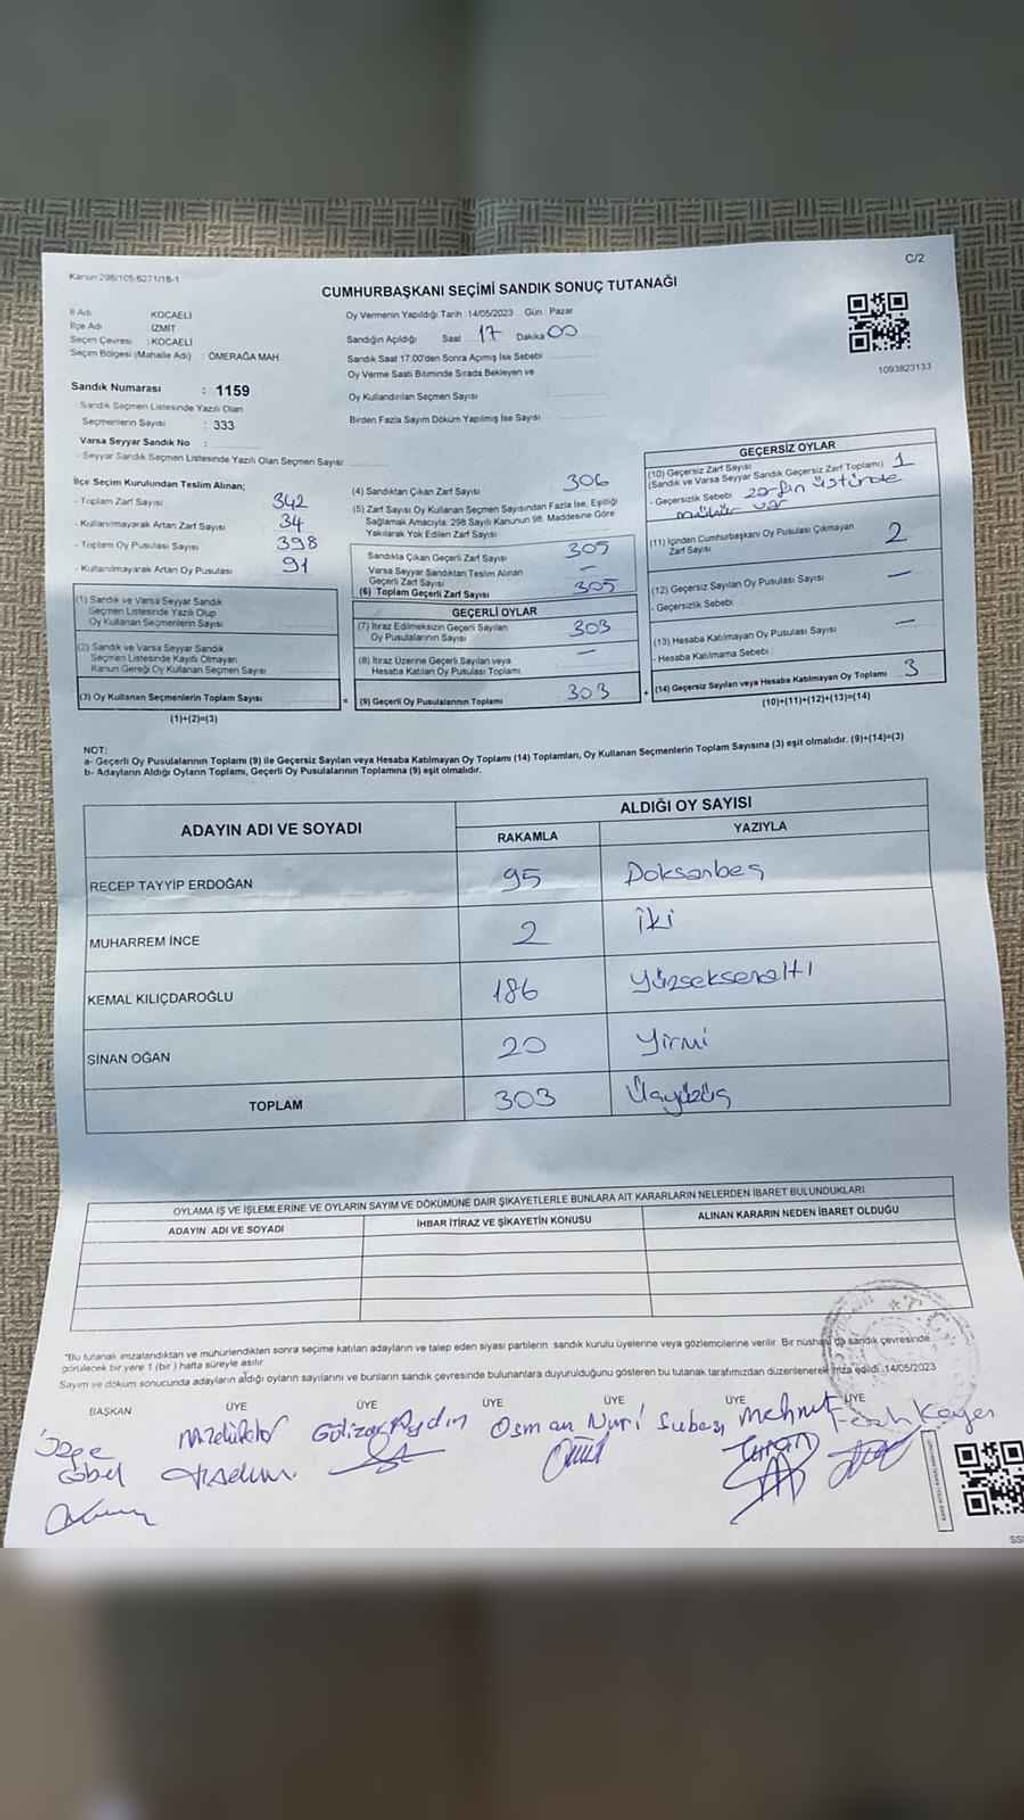 Kanun:298/105-6271/18-1
C/2
CUMHURBAŞKANI SEÇİMİ SANDIK SONUÇ TUTANAĞI
İl Adı KOCAELİ
İlçe Adı İZMİT
Seçim Çevresi : KOCAELİ
Seçim Bölgesi (Mahalle Adı) : ÖMERAĞA MAH.
Oy Vermenin Yapıldığı Tarih :14/05/2023 Gün : Pazar
Sandığın Açıldığı Saat 17 Dakika 00
Sandık Saat 17.00'den Sonra Açmış İse Sebebi
Oy Verme Saati Bitiminde Sırada Bekleyen ve
Oy Kullandırılan Seçmen Sayısı
Birden Fazla Sayım Döküm Yapılmış İse Sayısı
1093823133
Sandık Numarası : 1159
- Sandık Seçmen Listesinde Yazılı Olan
Seçmenlerin Sayısı : 333
Varsa Seyyar Sandık No :
- Seyyar Sandık Seçmen Listesinde Yazılı Olan Seçmen Sayısı
İlçe Seçim Kurulundan Teslim Alınan;
- Toplam Zarf Sayısı 342
- Kullanılmayarak Artan Zarf Sayısı 34
- Toplam Oy Pusulası Sayısı 398
- Kullanılmayarak Artan Oy Pusulası 91
(1) Sandık ve Varsa Seyyar Sandık
Seçmen Listesinde Yazılı Olup
Oy Kullanan Seçmenlerin Sayısı
(2) Sandık ve Varsa Seyyar Sandık
Seçmen Listesinde Kayıtlı Olmayan
Kanun Gereği Oy Kullanan Seçmen Sayısı
(3) Oy Kullanan Seçmenlerin Toplam Sayısı
(1)+(2)=(3)
(4) Sandıktan Çıkan Zarf Sayısı 306
(5) Zarf Sayısı Oy Kullanan Seçmen Sayısından Fazla İse, Eşitliği
Sağlamak Amacıyla, 298 Sayılı Kanunun 98. Maddesine Göre
Yakılarak Yok Edilen Zarf Sayısı
Sandıkta Çıkan Geçerli Zarf Sayısı 305
Varsa Seyyar Sandıktan Teslim Alınan
Geçerli Zarf Sayısı -
(6) Toplam Geçerli Zarf Sayısı 305
GEÇERLİ OYLAR
(7) İtiraz Edilmeksizin Geçerli Sayılan
Oy Pusulalarının Sayısı 303
(8) İtiraz Üzerine Geçerli Sayılan veya
Hesaba Katılan Oy Pusulası Toplamı -
= (9) Geçerli Oy Pusulalarının Toplamı 303
GEÇERSİZ OYLAR
(10) Geçersiz Zarf Sayısı
(Sandık ve Varsa Seyyar Sandık Geçersiz Zarf Toplamı) 1
- Geçersizlik Sebebi zarfın üstünde
mühür var
(11) İçinden Cumhurbaşkanı Oy Pusulası Çıkmayan
Zarf Sayısı 2
(12) Geçersiz Sayılan Oy Pusulası Sayısı -
- Geçersizlik Sebebi
(13) Hesaba Katılmayan Oy Pusulası Sayısı -
- Hesaba Katılmama Sebebi
+ (14) Geçersiz Sayılan veya Hesaba Katılmayan Oy Toplamı 3
(10)+(11)+(12)+(13)=(14)
NOT:
a- Geçerli Oy Pusulalarının Toplamı (9) ile Geçersiz Sayılan veya Hesaba Katılmayan Oy Toplamı (14) Toplamları, Oy Kullanan Seçmenlerin Toplam Sayısına (3) eşit olmalıdır. (9)+(14)=(3)
b- Adayların Aldığı Oyların Toplamı, Geçerli Oy Pusulalarının Toplamına (9) eşit olmalıdır.
ADAYIN ADI VE SOYADI
ALDIĞI OY SAYISI
RAKAMLA YAZIYLA
RECEP TAYYİP ERDOĞAN 95 Doksanbeş
MUHARREM İNCE 2 İki
KEMAL KILIÇDAROĞLU 186 Yüzseksenaltı
SİNAN OĞAN 20 Yirmi
TOPLAM 303 Üçyüzüç
OYLAMA İŞ VE İŞLEMLERİNE VE OYLARIN SAYIM VE DÖKÜMÜNE DAİR ŞİKAYETLERLE BUNLARA AİT KARARLARIN NELERDEN İBARET BULUNDUKLARI
ADAYIN ADI VE SOYADI İHBAR İTİRAZ VE ŞİKAYETİN KONUSU ALINAN KARARIN NEDEN İBARET OLDUĞU
"Bu tutanak imzalandıktan ve mühürlendikten sonra seçime katılan adayların ve talep eden siyasi partilerin sandık kurulu üyelerine veya gözlemcilerine verilir. Bir nüshası da sandık çevresinde
görülecek bir yere 1 (bir) hafta süreyle asılır.
Sayım ve döküm sonucunda adayların aldığı oyların sayılarını ve bunların sandık çevresinde bulunanlara duyurulduğunu gösteren bu tutanak tarafımızdan düzenlenerek imza edildi. 14/05/2023
BAŞKAN ÜYE ÜYE ÜYE ÜYE ÜYE ÜYE
Gülizar Aydın Osman Nuri Subaşı Mehmet